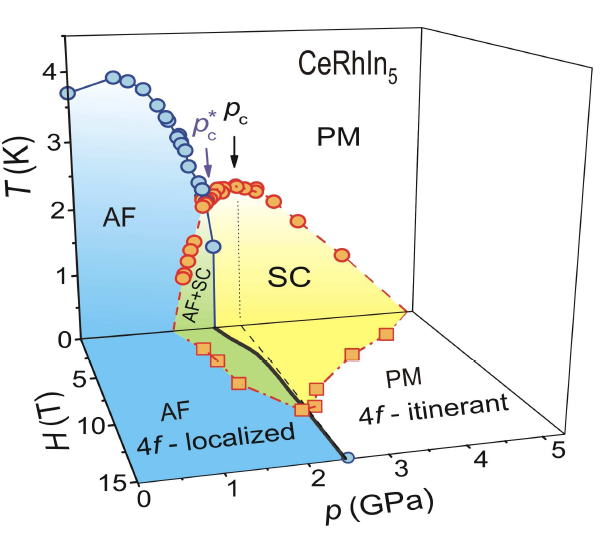 CeRhIn5
T (K)
4
3
2
1
0
p*c
pc
PM
AF
AF+SC
SC
H(T)
5
10
15
AF
4f - localized
PM
4f - itinerant
0
1
2
3
4
5
p (GPa)